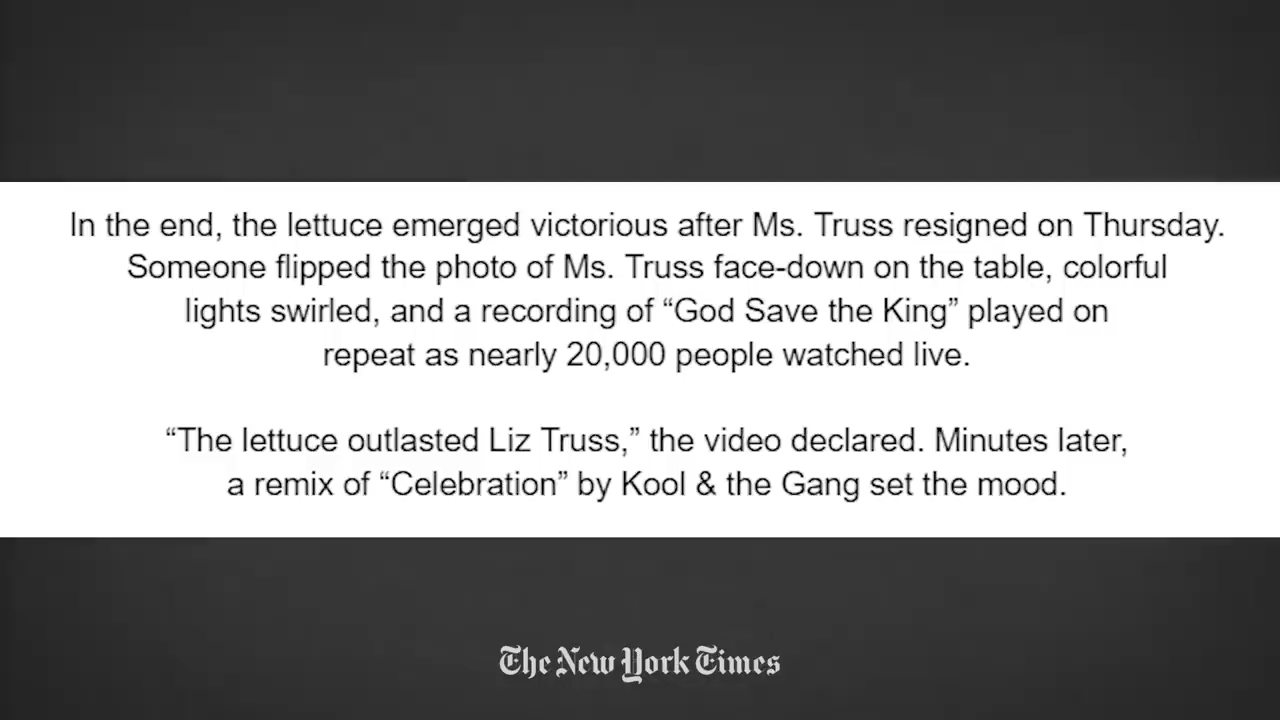 In the end, the lettuce emerged victorious after Ms. Truss resigned on Thursday.
Someone flipped the photo of Ms. Truss face-down on the table, colorful
lights swirled, and a recording of “God Save the King” played on
repeat as nearly 20,000 people watched live.
“The lettuce outlasted Liz Truss,” the video declared. Minutes later,
a remix of “Celebration” by Kool & the Gang set the mood.
The New York Times